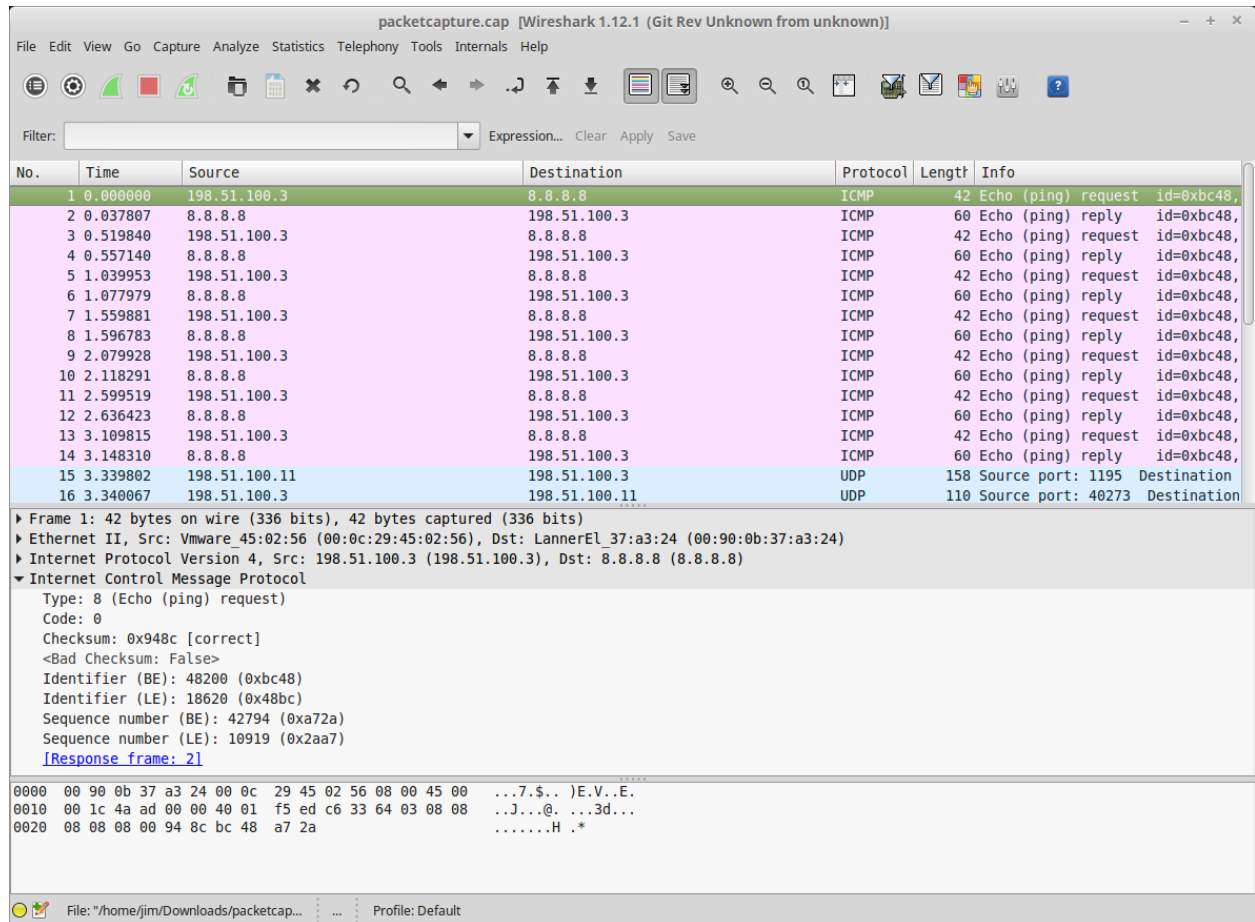 packetcapture.cap [Wireshark 1.12.1 (Git Rev Unknown from unknown)]
File Edit View Go Capture Analyze Statistics Telephony Tools Internals Help
Filter: Expression... Clear Apply Save
No. Time Source Destination Protocol Lengtl Info
1 0.000000 198.51.100.3 8.8.8.8 ICMP 42 Echo (ping) request id=0xbc48,
2 0.037807 8.8.8.8 198.51.100.3 ICMP 60 Echo (ping) reply id=0xbc48,
3 0.519840 198.51.100.3 8.8.8.8 ICMP 42 Echo (ping) request id=0xbc48,
4 0.557140 8.8.8.8 198.51.100.3 ICMP 60 Echo (ping) reply id=0xbc48,
5 1.039953 198.51.100.3 8.8.8.8 ICMP 42 Echo (ping) request id=0xbc48,
6 1.077979 8.8.8.8 198.51.100.3 ICMP 60 Echo (ping) reply id=0xbc48,
7 1.559881 198.51.100.3 8.8.8.8 ICMP 42 Echo (ping) request id=0xbc48,
8 1.596783 8.8.8.8 198.51.100.3 ICMP 60 Echo (ping) reply id=0xbc48,
9 2.079928 198.51.100.3 8.8.8.8 ICMP 42 Echo (ping) request id=0xbc48,
10 2.118291 8.8.8.8 198.51.100.3 ICMP 60 Echo (ping) reply id=0xbc48,
11 2.599519 198.51.100.3 8.8.8.8 ICMP 42 Echo (ping) request id=0xbc48,
12 2.636423 8.8.8.8 198.51.100.3 ICMP 60 Echo (ping) reply id=0xbc48,
13 3.109815 198.51.100.3 8.8.8.8 ICMP 42 Echo (ping) request id=0xbc48,
14 3.148310 8.8.8.8 198.51.100.3 ICMP 60 Echo (ping) reply id=0xbc48,
15 3.339802 198.51.100.11 198.51.100.3 UDP 158 Source port: 1195 Destination
16 3.340067 198.51.100.3 198.51.100.11 UDP 110 Source port: 40273 Destination
Frame 1: 42 bytes on wire (336 bits), 42 bytes captured (336 bits)
Ethernet II, Src: Vmware_45:02:56 (00:0c:29:45:02:56), Dst: LannerEl_37:a3:24 (00:90:0b:37:a3:24)
Internet Protocol Version 4, Src: 198.51.100.3 (198.51.100.3), Dst: 8.8.8.8 (8.8.8.8)
Internet Control Message Protocol
Type: 8 (Echo (ping) request)
Code: 0
Checksum: 0x948c [correct]
<Bad Checksum: False>
Identifier (BE): 48200 (0xbc48)
Identifier (LE): 18620 (0x48bc)
Sequence number (BE): 42794 (0xa72a)
Sequence number (LE): 10919 (0x2aa7)
[Response frame: 2]
0000 00 90 0b 37 a3 24 00 0c 29 45 02 56 08 00 45 00 ...7.$.. )E.V..E.
0010 00 1c 4a ad 00 00 40 01 f5 ed c6 33 64 03 08 08 ..J...@. ...3d...
0020 08 08 08 00 94 8c bc 48 a7 2a .......H .*
File: "/home/jim/Downloads/packetcap... ... Profile: Default